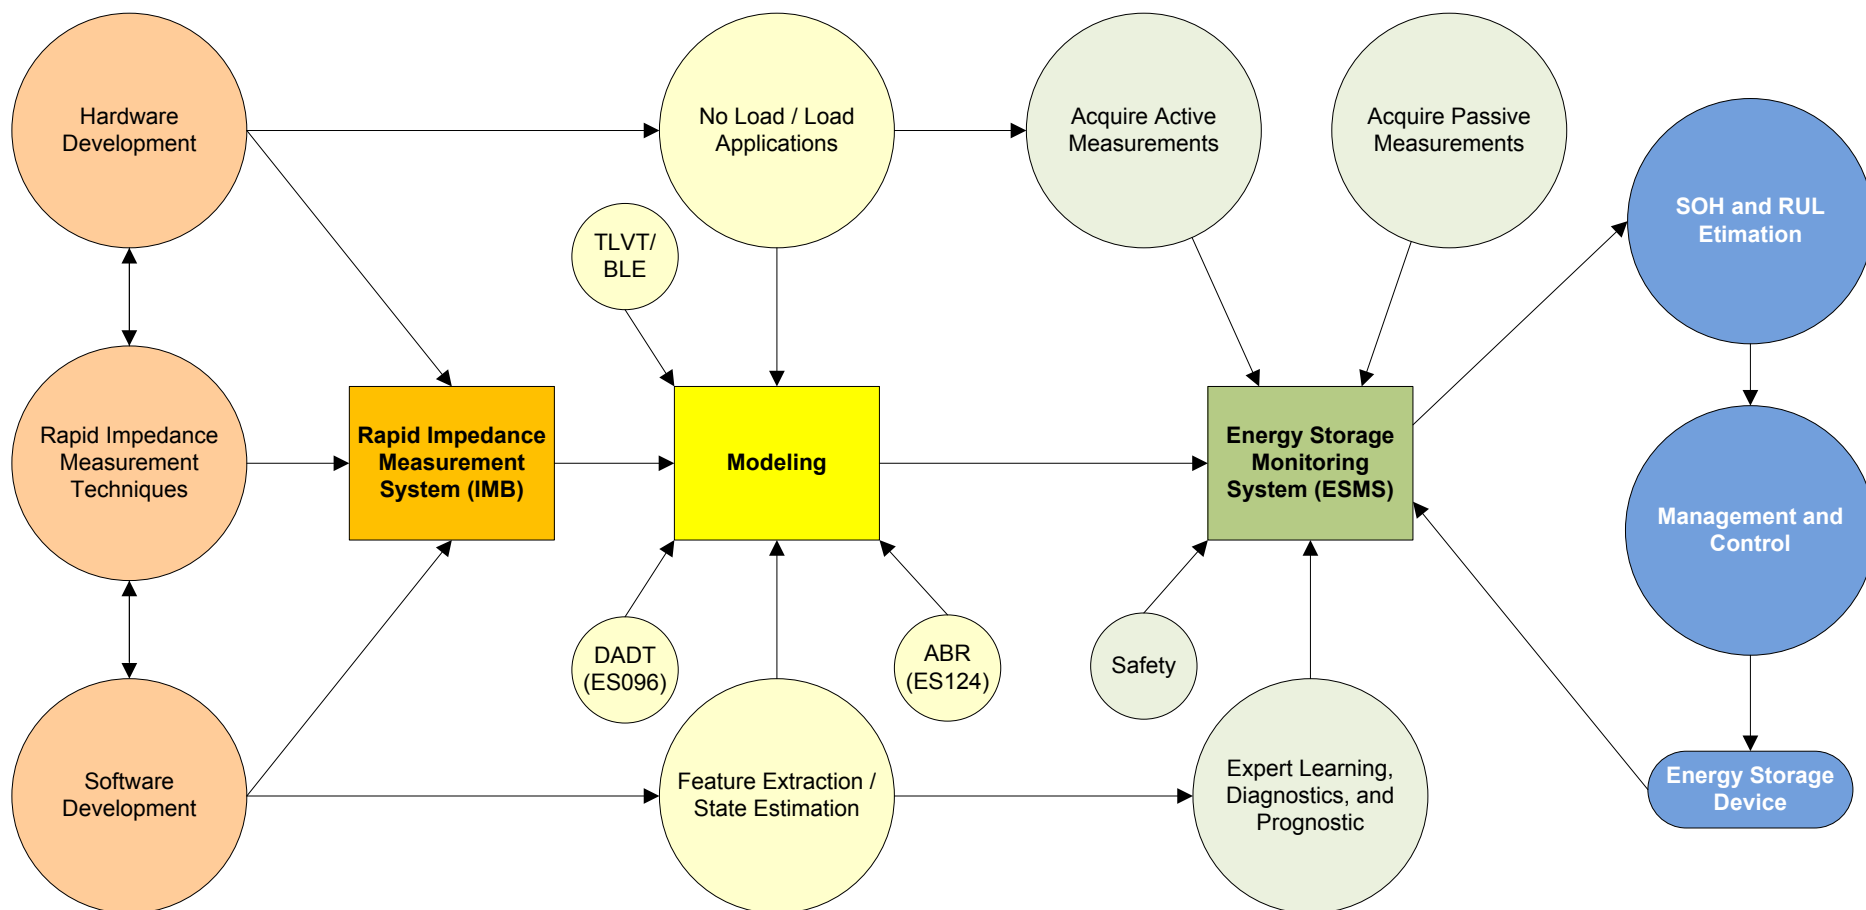 Hardware
Development
No Load / Load
Applications
Acquire Active
Measurements
Acquire Passive
Measurements
SOH and RUL
Etimation
TLVT/
BLE
Rapid Impedance
Measurement
Techniques
Rapid Impedance
Measurement
System (IMB)
Modeling
Energy Storage
Monitoring
System (ESMS)
Management and
Control
DADT
(ES096)
ABR
(ES124)
Safety
Software
Development
Feature Extraction /
State Estimation
Expert Learning,
Diagnostics, and
Prognostic
Energy Storage
Device